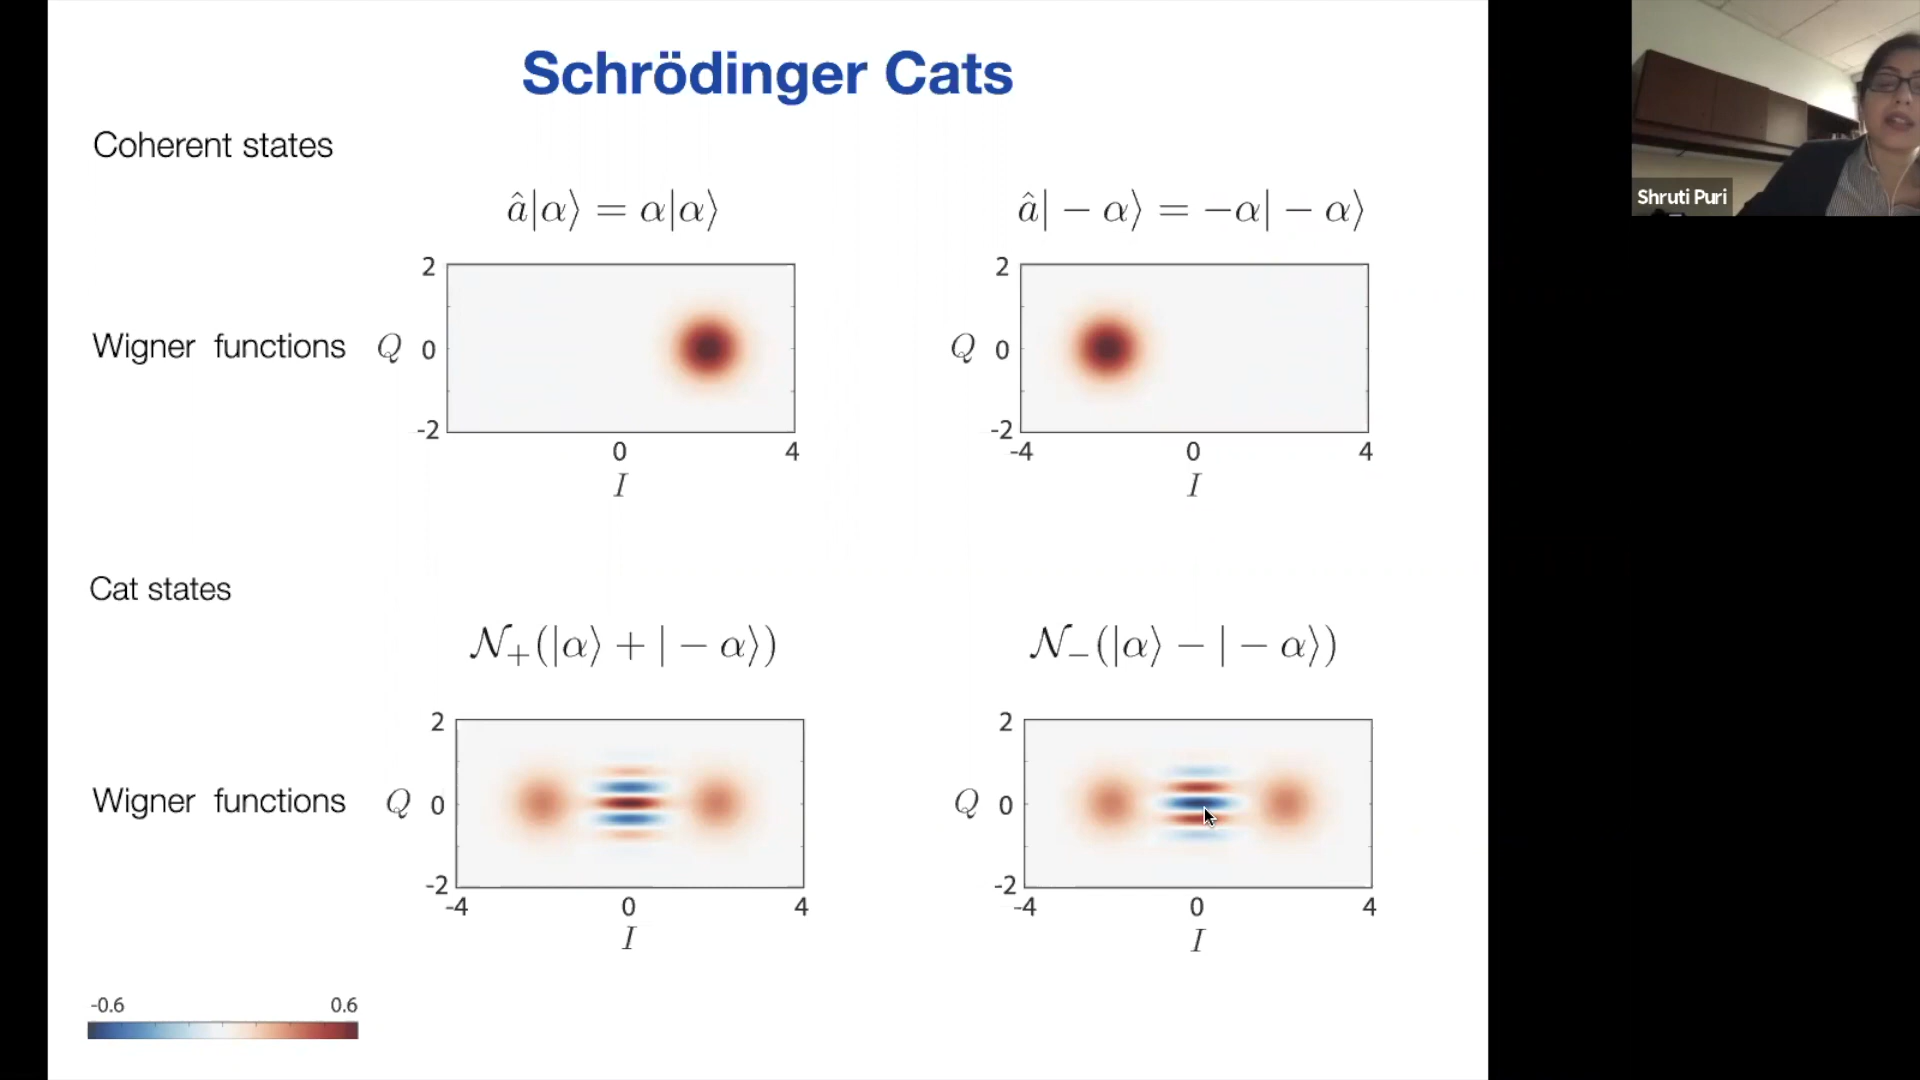 Schrödinger Cats
Coherent states
â|α⟩ = α|α⟩
â| − α⟩ = −α| − α⟩
Wigner functions
Q
2
0
-2
0
4
I
Q
2
0
-2
-4
0
4
I
Cat states
𝒩₊(|α⟩ + | − α⟩)
𝒩₋(|α⟩ − | − α⟩)
Wigner functions
Q
2
0
-2
-4
0
4
I
Q
2
0
-2
-4
0
4
I
-0.6
0.6
Shruti Puri